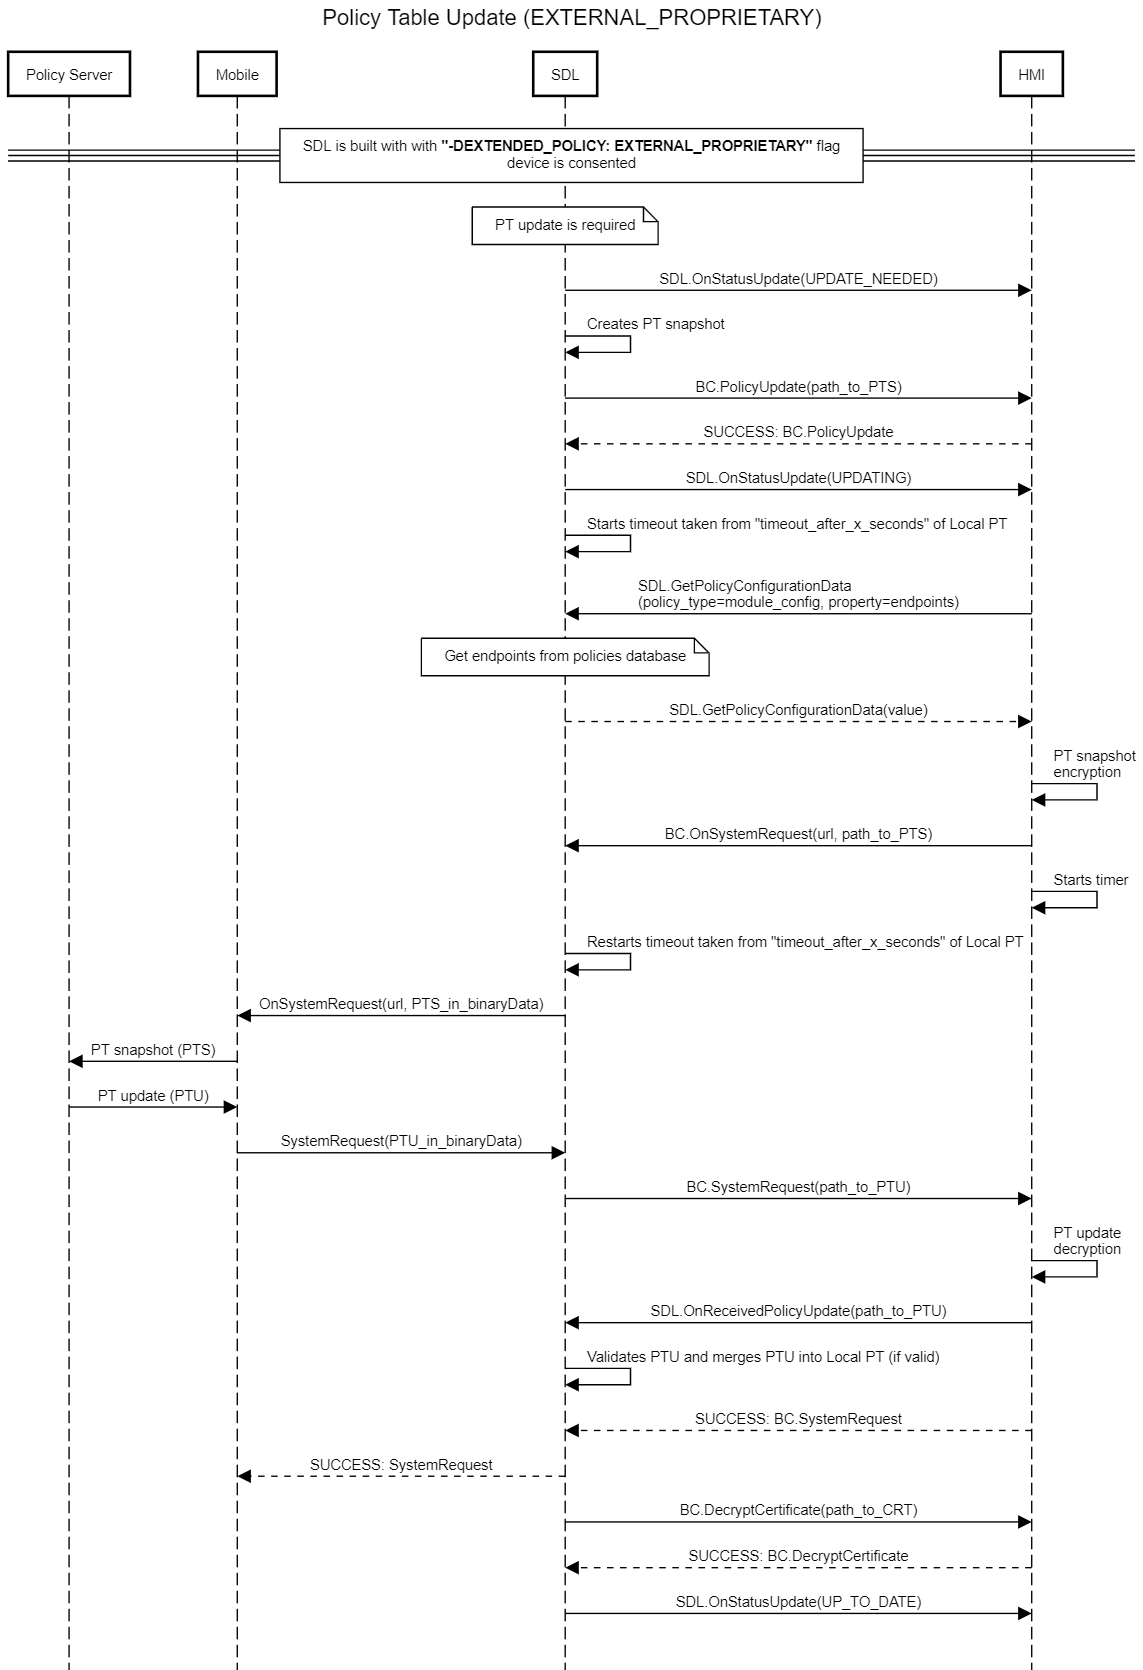 Policy Table Update (EXTERNAL_PROPRIETARY)
Policy Server
Mobile
SDL
HMI
SDL is built with with "-DEXTENDED_POLICY: EXTERNAL_PROPRIETARY" flag
device is consented
PT update is required
SDL.OnStatusUpdate(UPDATE_NEEDED)
Creates PT snapshot
BC.PolicyUpdate(path_to_PTS)
SUCCESS: BC.PolicyUpdate
SDL.OnStatusUpdate(UPDATING)
Starts timeout taken from "timeout_after_x_seconds" of Local PT
SDL.GetPolicyConfigurationData
(policy_type=module_config, property=endpoints)
Get endpoints from policies database
SDL.GetPolicyConfigurationData(value)
PT snapshot
encryption
BC.OnSystemRequest(url, path_to_PTS)
Starts timer
Restarts timeout taken from "timeout_after_x_seconds" of Local PT
OnSystemRequest(url, PTS_in_binaryData)
PT snapshot (PTS)
PT update (PTU)
SystemRequest(PTU_in_binaryData)
BC.SystemRequest(path_to_PTU)
PT update
decryption
SDL.OnReceivedPolicyUpdate(path_to_PTU)
Validates PTU and merges PTU into Local PT (if valid)
SUCCESS: BC.SystemRequest
SUCCESS: SystemRequest
BC.DecryptCertificate(path_to_CRT)
SUCCESS: BC.DecryptCertificate
SDL.OnStatusUpdate(UP_TO_DATE)